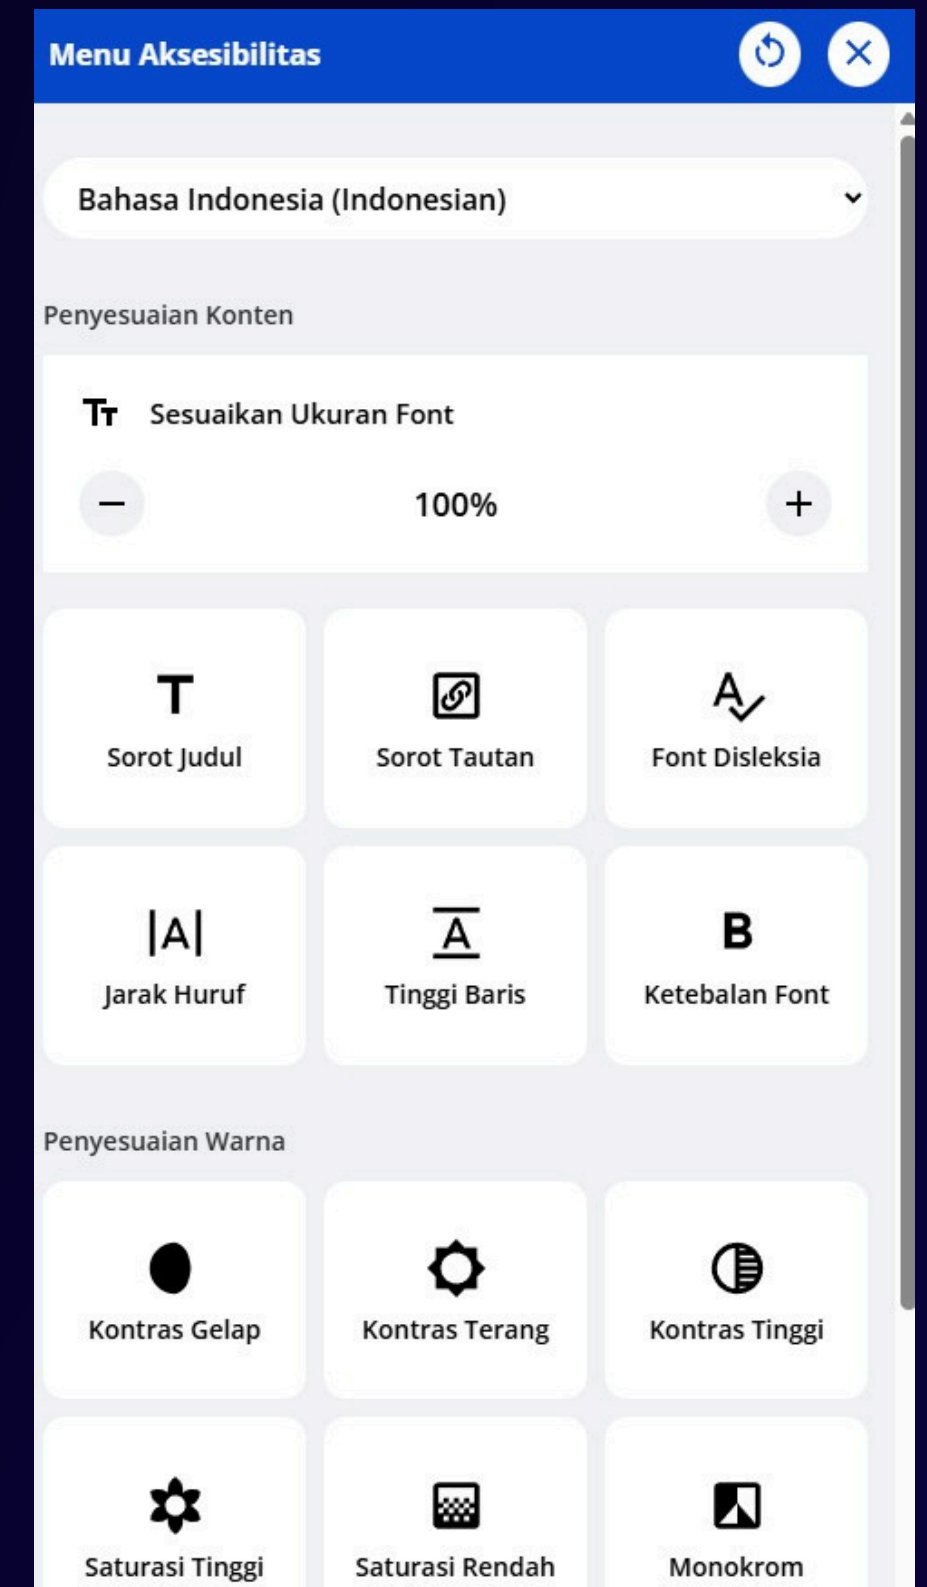 Menu Aksesibilitas
Bahasa Indonesia (Indonesian)
Penyesuaian Konten
Sesuaikan Ukuran Font
100%
Sorot Judul
Sorot Tautan
Font Disleksia
Jarak Huruf
Tinggi Baris
Ketebalan Font
Penyesuaian Warna
Kontras Gelap
Kontras Terang
Kontras Tinggi
Saturasi Tinggi
Saturasi Rendah
Monokrom